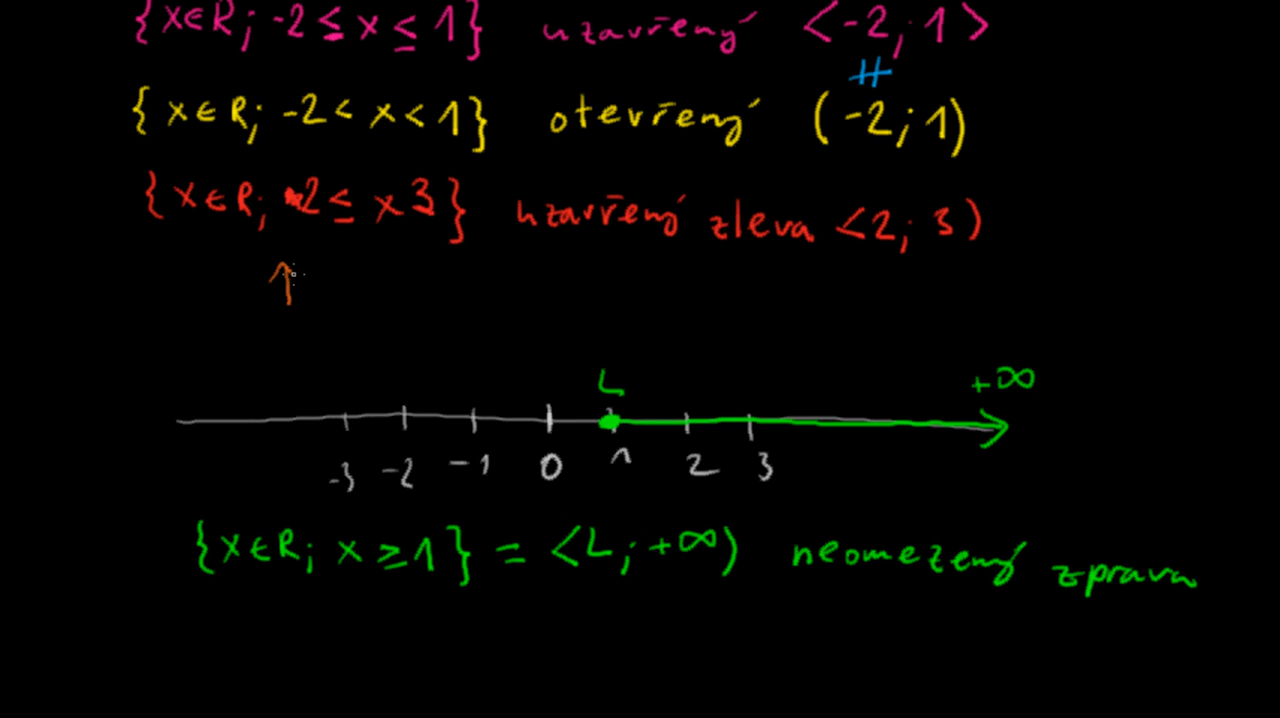 {x∈R; -2 ≤ x ≤ 1} uzavřený <-2; 1>
{x∈R; -2 < x < 1} otevřený (-2; 1)
{x∈R; -2 ≤ x 3} uzavřený zleva <2; 3)
L +∞
-3 -2 -1 0 1 2 3
{x∈R; x ≥ 1} = <L; +∞) neomezený zprava